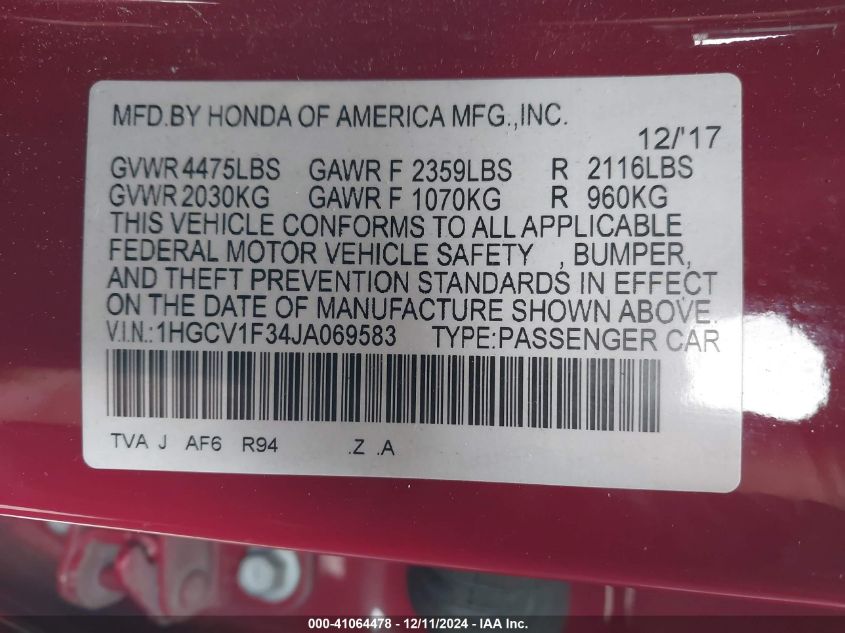 MFD.BY HONDA OF AMERICA MFG.,INC.
12/'17
GVWR 4475LBS GAWR F 2359LBS R 2116LBS
GVWR 2030KG GAWR F 1070KG R 960KG
THIS VEHICLE CONFORMS TO ALL APPLICABLE
FEDERAL MOTOR VEHICLE SAFETY , BUMPER,
AND THEFT PREVENTION STANDARDS IN EFFECT
ON THE DATE OF MANUFACTURE SHOWN ABOVE.
V.I.N.:1HGCV1F34JA069583 TYPE:PASSENGER CAR
TVA J AF6 R94 .Z .A
000-41064478 - 12/11/2024 - IAA Inc.